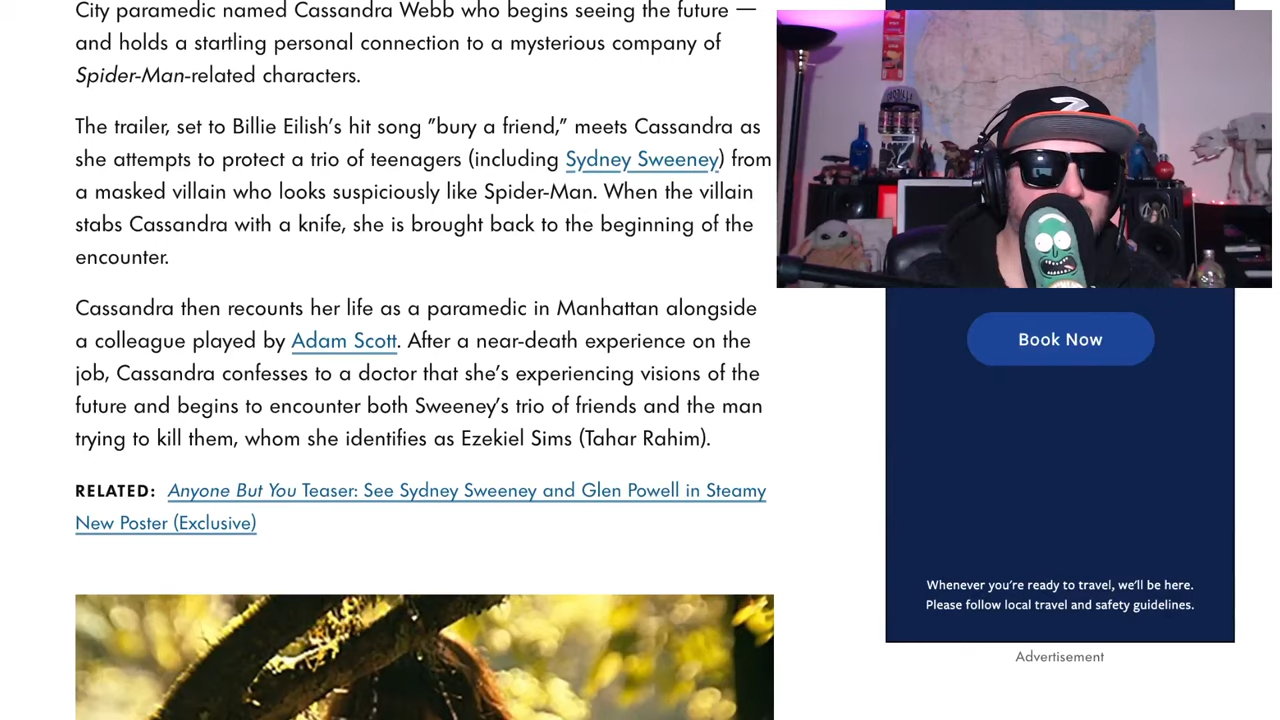 City paramedic named Cassandra Webb who begins seeing the future —
and holds a startling personal connection to a mysterious company of
Spider-Man-related characters.
The trailer, set to Billie Eilish’s hit song ”bury a friend,” meets Cassandra as
she attempts to protect a trio of teenagers (including Sydney Sweeney) from
a masked villain who looks suspiciously like Spider-Man. When the villain
stabs Cassandra with a knife, she is brought back to the beginning of the
encounter.
Cassandra then recounts her life as a paramedic in Manhattan alongside
a colleague played by Adam Scott. After a near-death experience on the
job, Cassandra confesses to a doctor that she’s experiencing visions of the
future and begins to encounter both Sweeney’s trio of friends and the man
trying to kill them, whom she identifies as Ezekiel Sims (Tahar Rahim).
RELATED: Anyone But You Teaser: See Sydney Sweeney and Glen Powell in Steamy
New Poster (Exclusive)
Book Now
Whenever you’re ready to travel, we’ll be here.
Please follow local travel and safety guidelines.
Advertisement